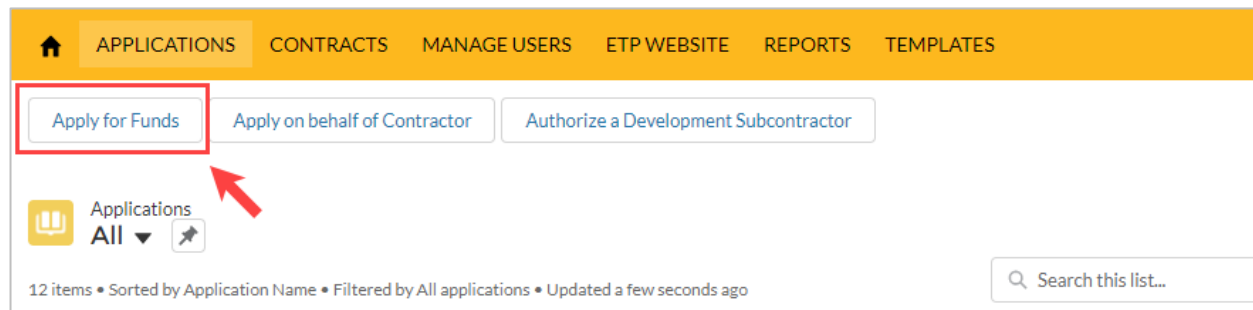 APPLICATIONS CONTRACTS MANAGE USERS ETP WEBSITE REPORTS TEMPLATES
Apply for Funds Apply on behalf of Contractor Authorize a Development Subcontractor
Applications
All
12 items • Sorted by Application Name • Filtered by All applications • Updated a few seconds ago
Search this list...